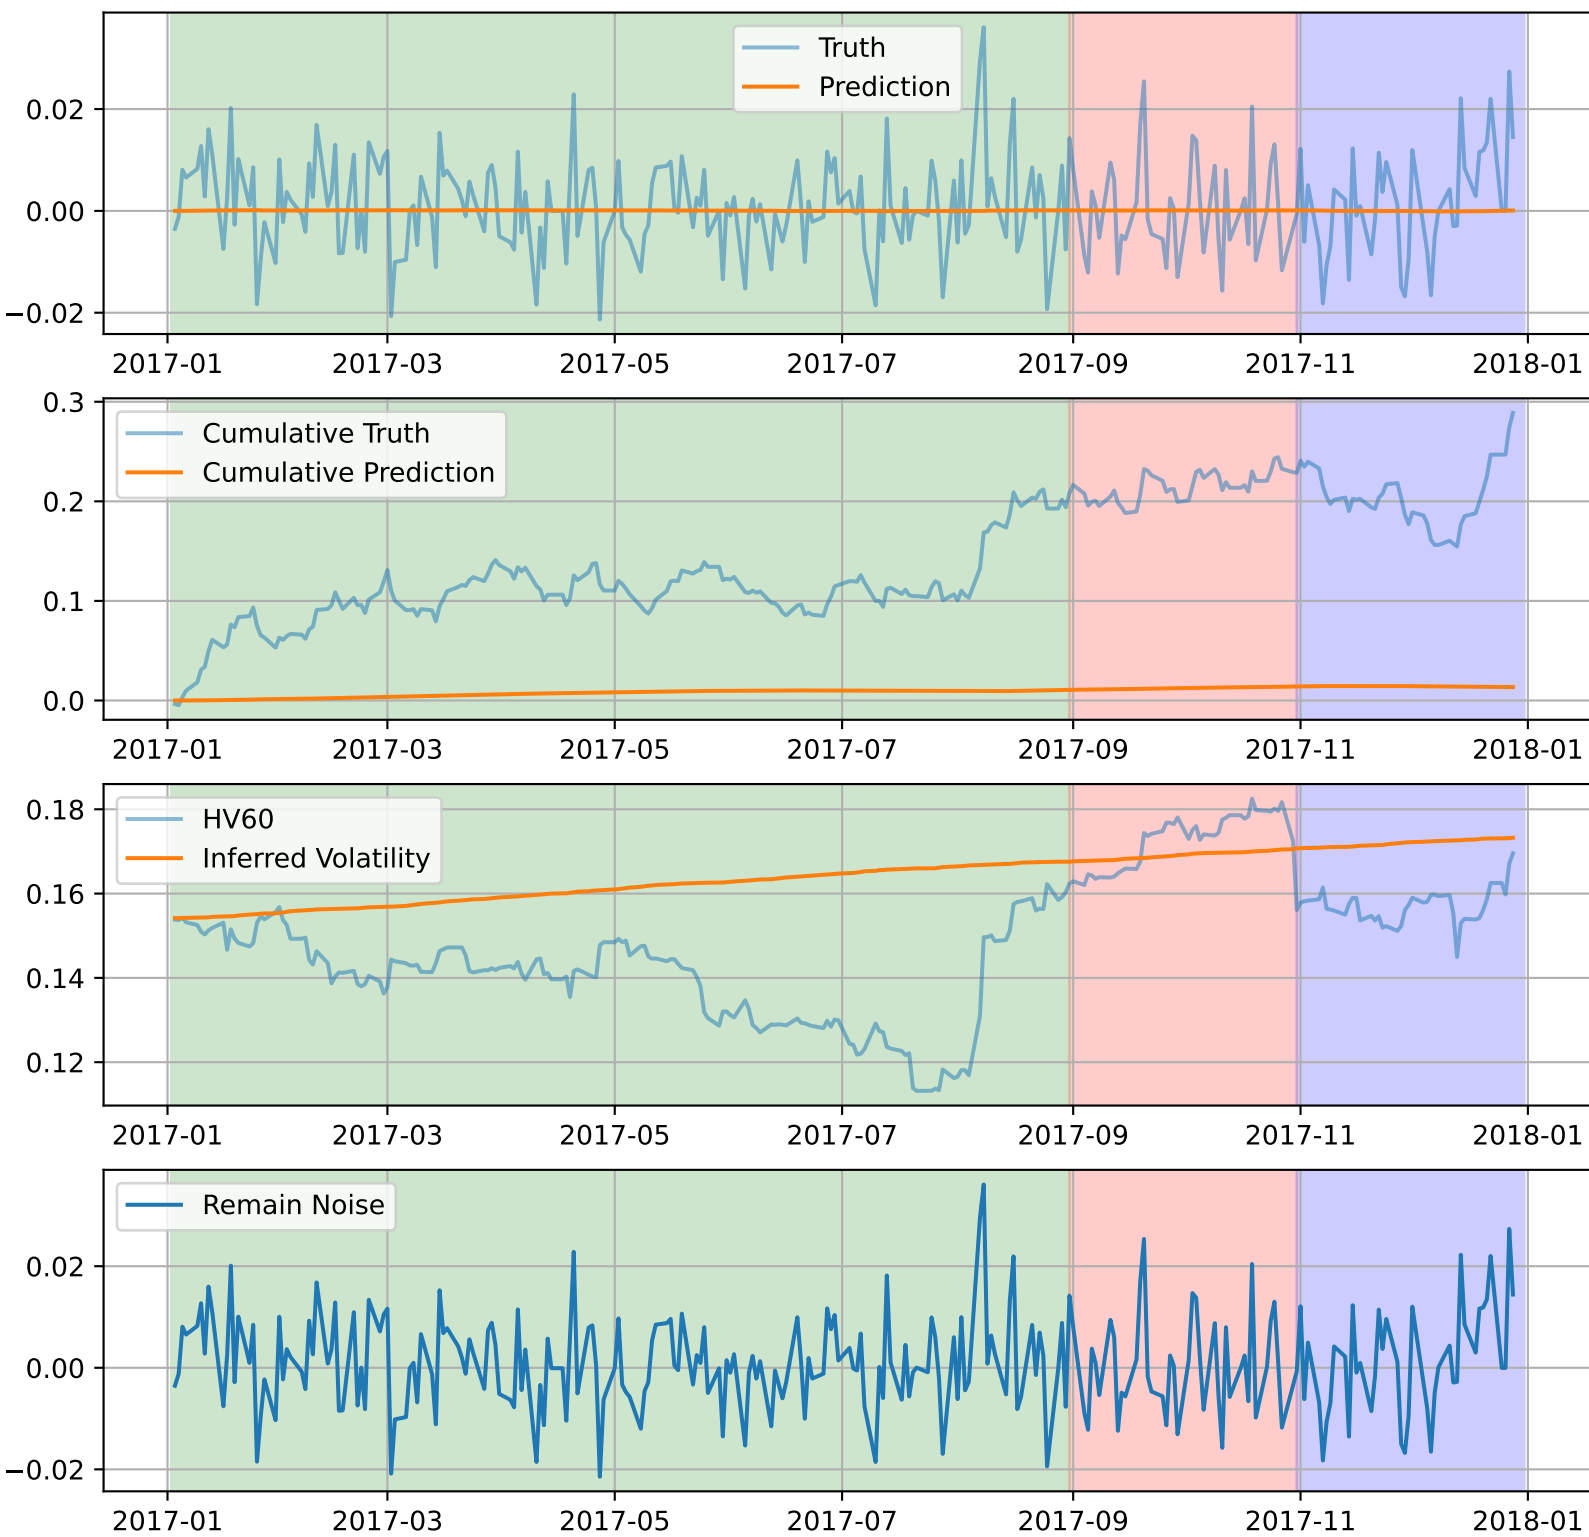 Truth
Prediction
0.02
0.00
−0.02
2017-01 2017-03 2017-05 2017-07 2017-09 2017-11 2018-01
0.3
Cumulative Truth
Cumulative Prediction
0.2
0.1
0.0
2017-01 2017-03 2017-05 2017-07 2017-09 2017-11 2018-01
0.18
HV60
Inferred Volatility
0.16
0.14
0.12
2017-01 2017-03 2017-05 2017-07 2017-09 2017-11 2018-01
Remain Noise
0.02
0.00
−0.02
2017-01 2017-03 2017-05 2017-07 2017-09 2017-11 2018-01